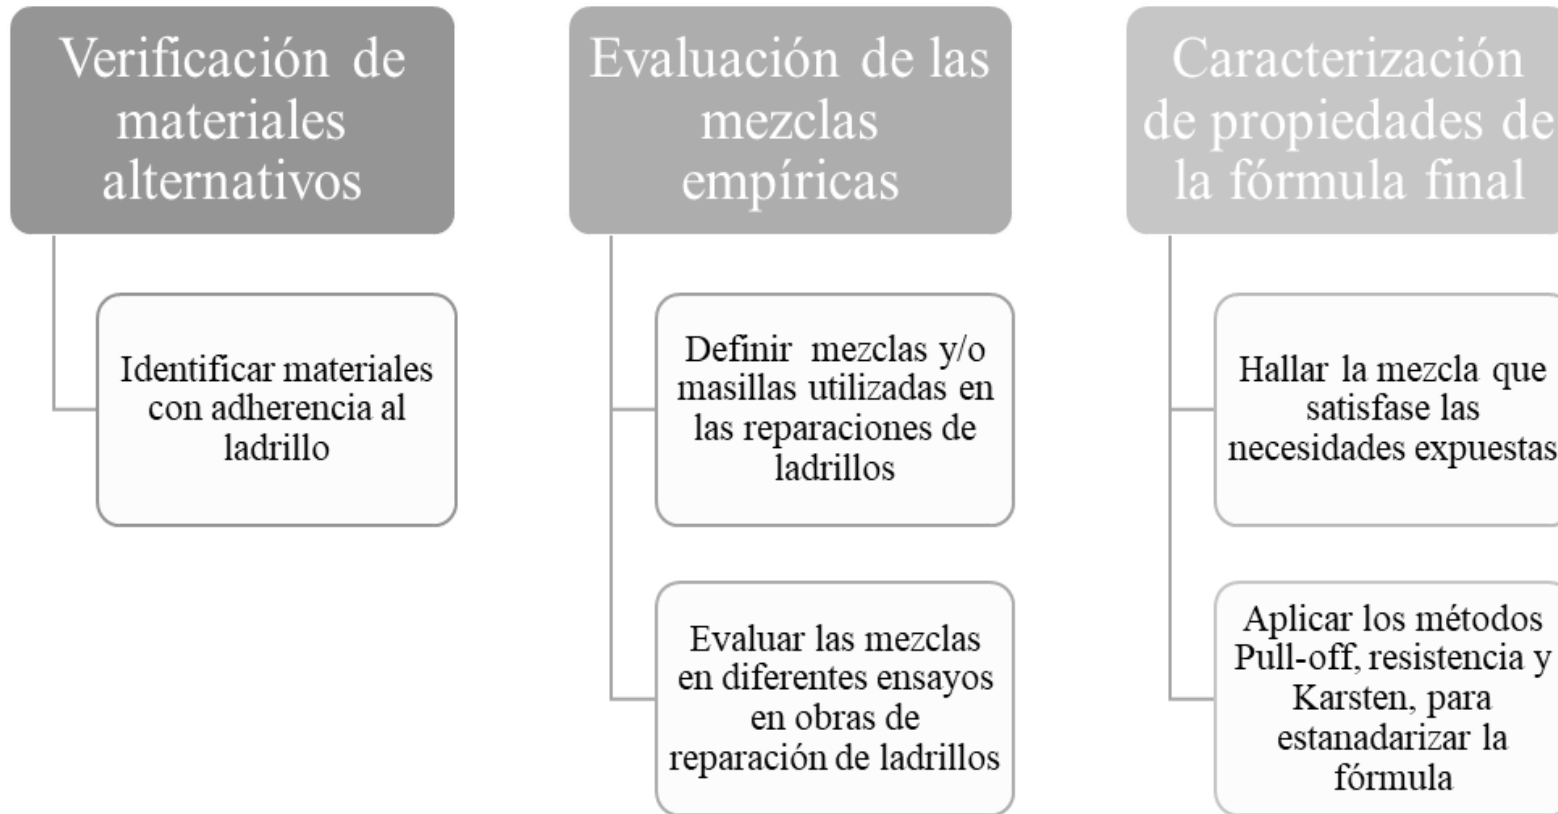 Verificación de
materiales
alternativos
Identificar materiales
con adherencia al
ladrillo
Evaluación de las
mezclas
empíricas
Definir mezclas y/o
masillas utilizadas en
las reparaciones de
ladrillos
Evaluar las mezclas
en diferentes ensayos
en obras de
reparación de ladrillos
Caracterización
de propiedades de
la fórmula final
Hallar la mezcla que
satisfase las
necesidades expuestas
Aplicar los métodos
Pull-off, resistencia y
Karsten, para
estanadarizar la
fórmula